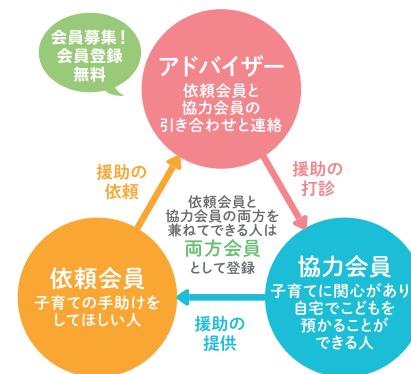 会員募集！
会員登録
無料
アドバイザー
依頼会員と
協力会員の
引き合わせと連絡
援助の
依頼
援助の
打診
依頼会員と
協力会員の両方を
兼ねてできる人は
両方会員
として登録
依頼会員
子育ての手助けを
してほしい人
協力会員
子育てに関心があり
自宅でこどもを
預かることが
できる人
援助の
提供